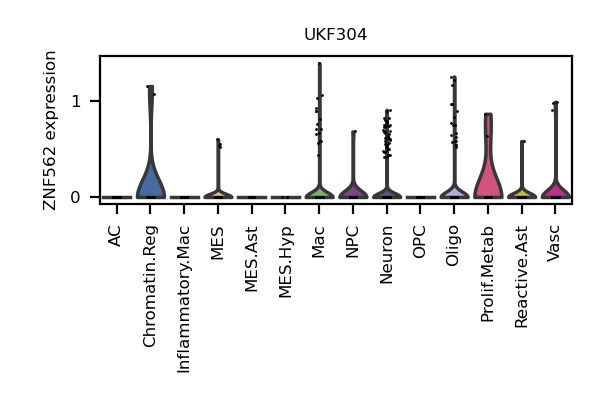 UKF304
ZNF562 expression
1
0
AC
Chromatin.Reg
Inflammatory.Mac
MES
MES.Ast
MES.Hyp
Mac
NPC
Neuron
OPC
Oligo
Prolif.Metab
Reactive.Ast
Vasc